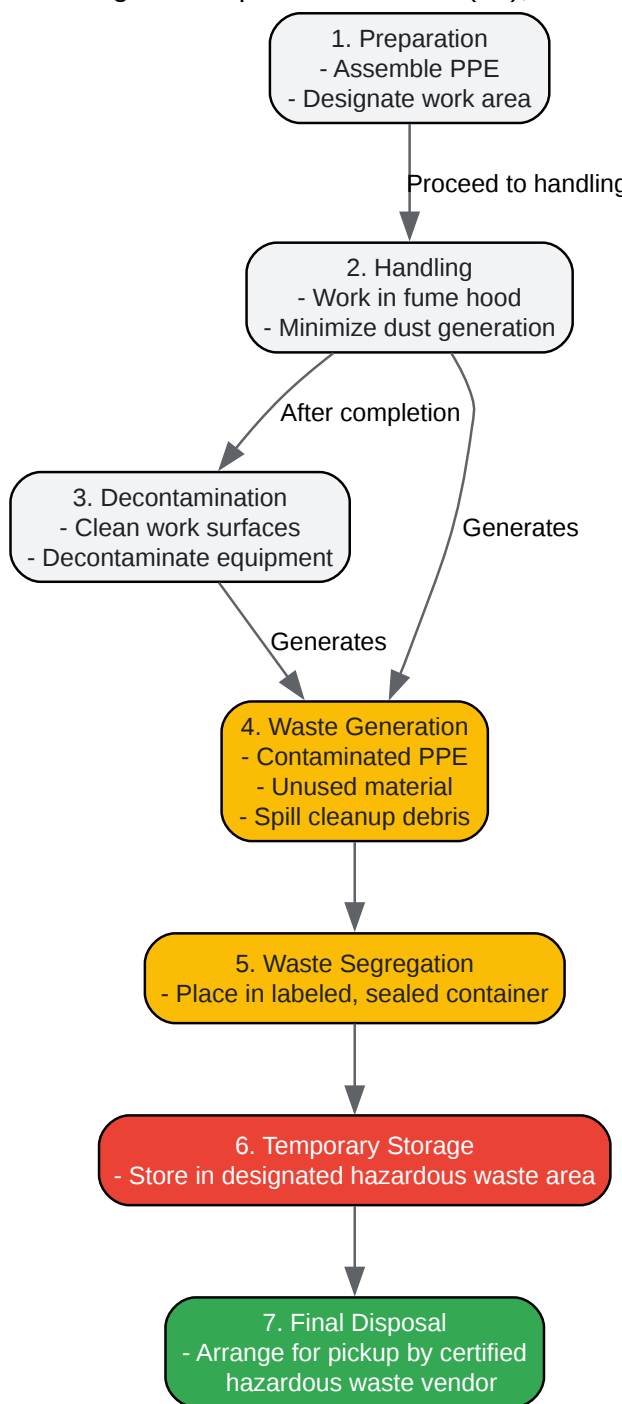 1. Preparation
- Assemble PPE
- Designate work area
Proceed to handling
2. Handling
- Work in fume hood
- Minimize dust generation
After completion
3. Decontamination
- Clean work surfaces
- Decontaminate equipment
Generates
Generates
4. Waste Generation
- Contaminated PPE
- Unused material
- Spill cleanup debris
5. Waste Segregation
- Place in labeled, sealed container
6. Temporary Storage
- Store in designated hazardous waste area
7. Final Disposal
- Arrange for pickup by certified
hazardous waste vendor